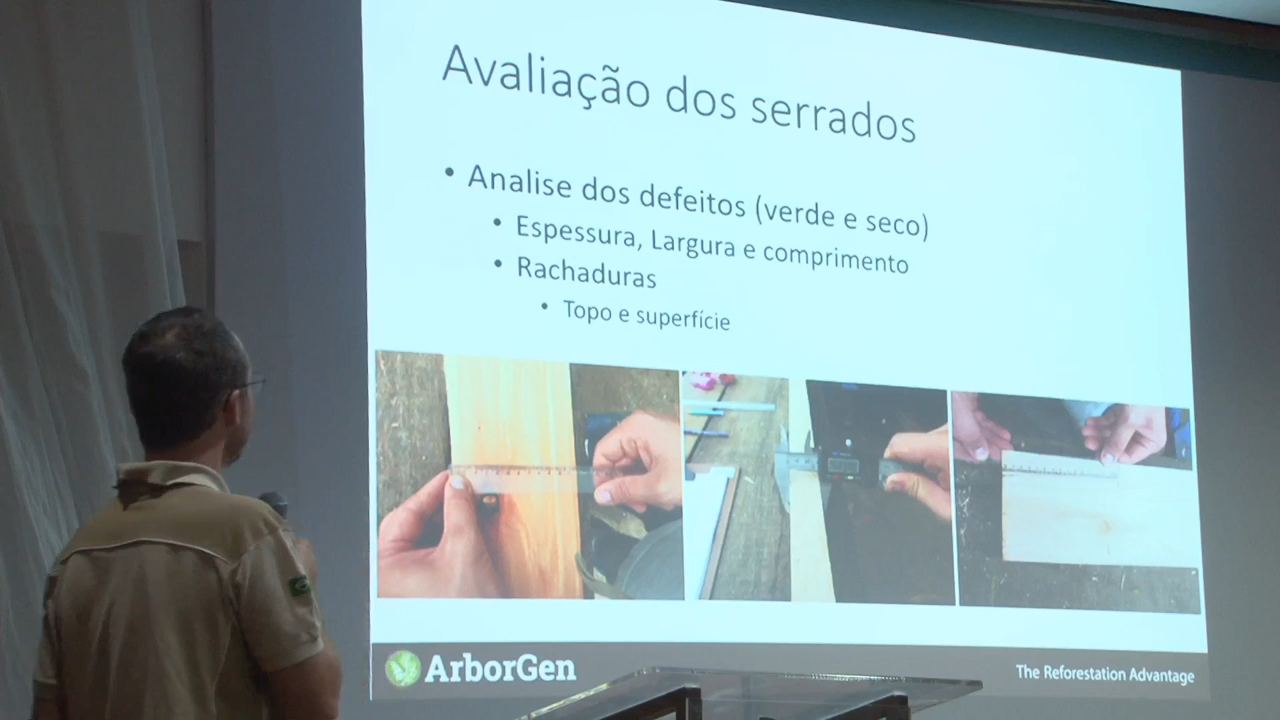 Avaliação dos serrados
• Analise dos defeitos (verde e seco)
• Espessura, Largura e comprimento
• Rachaduras
• Topo e superfície
ArborGen
The Reforestation Advantage